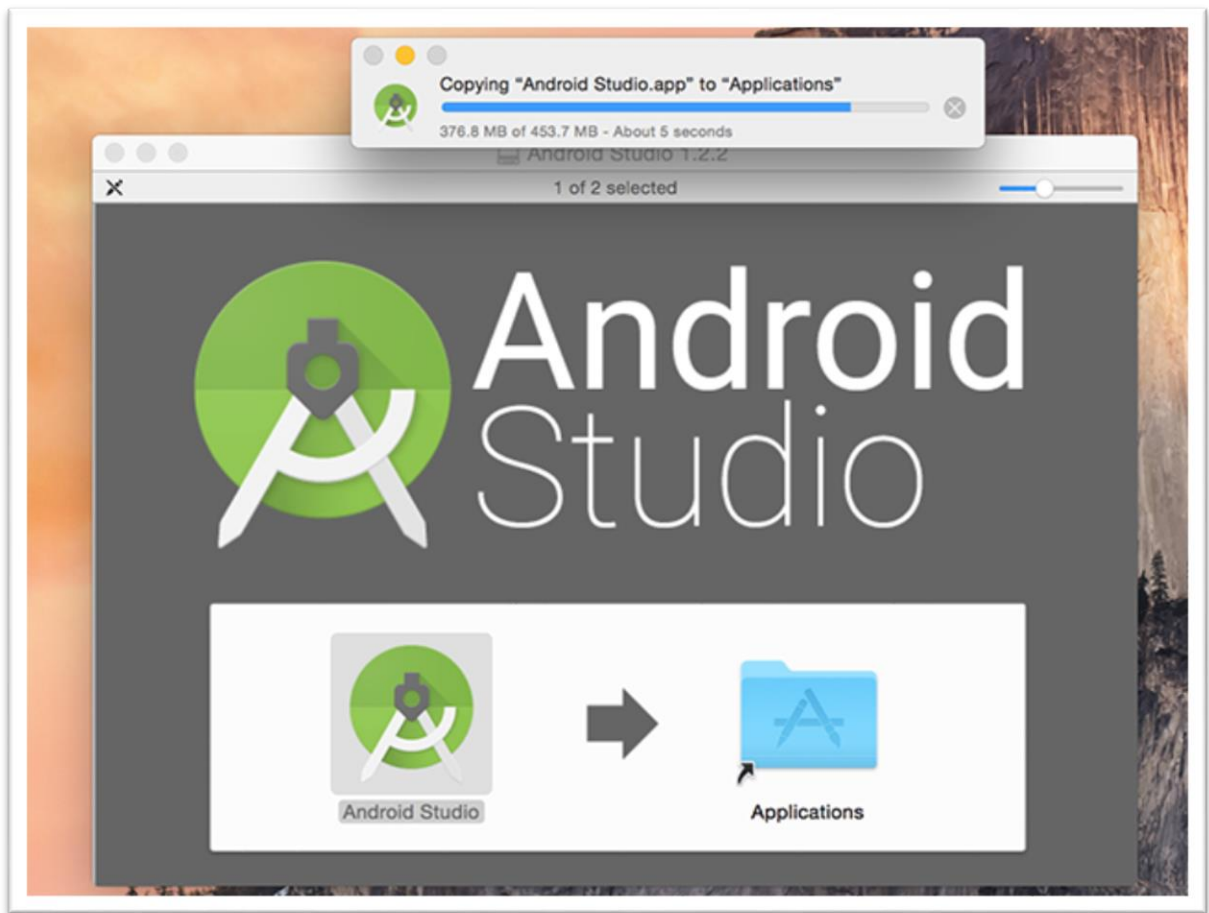 Copying “Android Studio.app” to “Applications”
376.8 MB of 453.7 MB - About 5 seconds
Android Studio 1.2.2
1 of 2 selected
Android
Studio
Android Studio
Applications